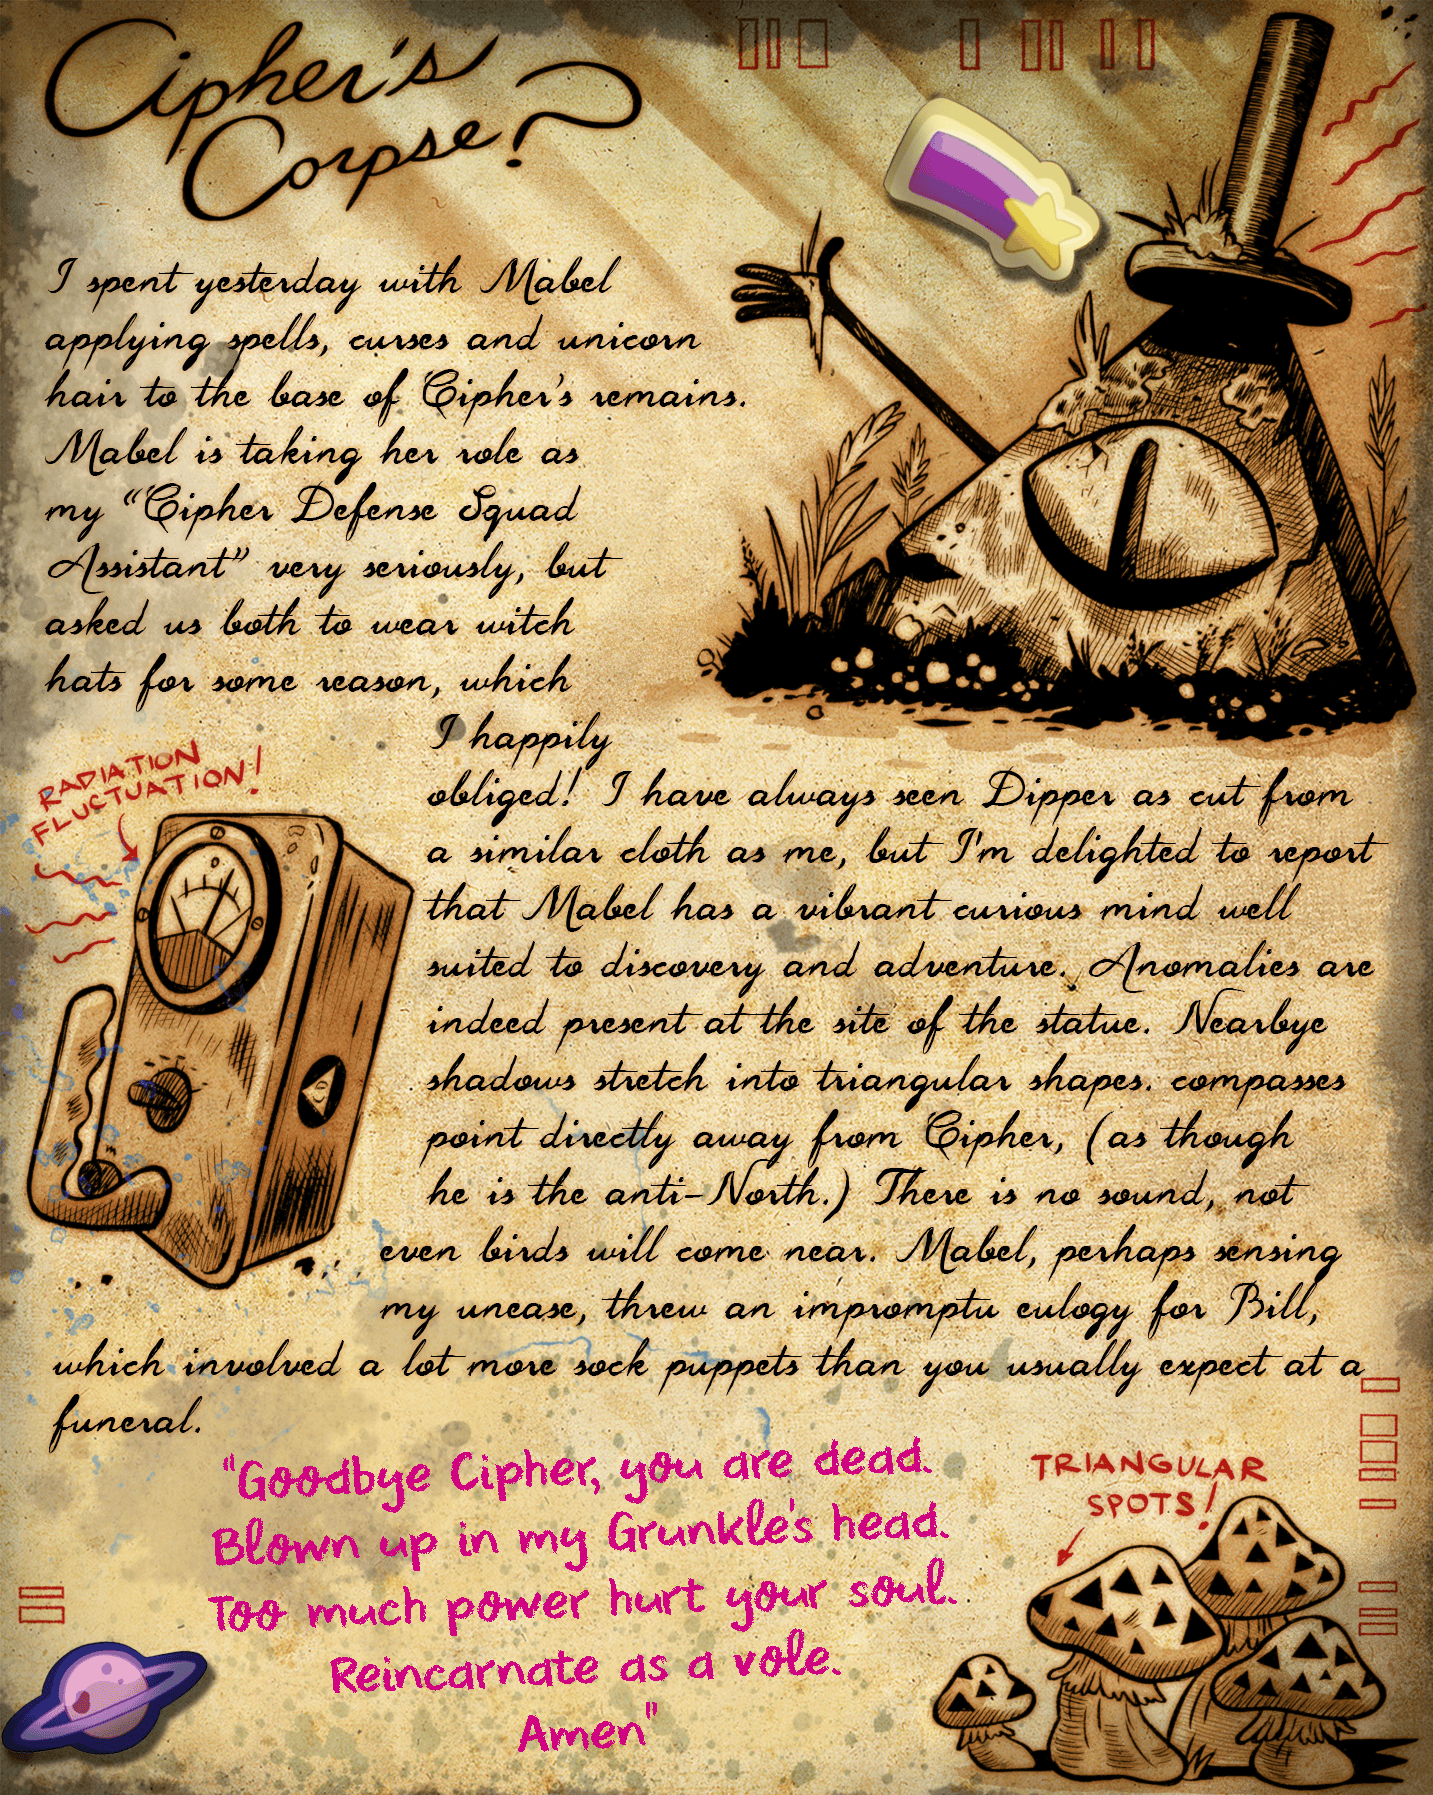 Cipher's
Corpse?
I spent yesterday with Mabel
applying spells, curses and unicorn
hair to the base of Cipher's remains.
Mabel is taking her role as
my "Cipher Defense Squad
Assistant" very seriously, but
asked us both to wear witch
hats for some reason, which
I happily
obliged! I have always seen Dipper as cut from
a similar cloth as me, but I'm delighted to report
that Mabel has a vibrant curious mind well
suited to discovery and adventure. Anomalies are
indeed present at the site of the statue. Nearbye
shadows stretch into triangular shapes. compasses
point directly away from Cipher, (as though
he is the anti-North.) There is no sound, not
even birds will come near. Mabel, perhaps sensing
my unease, threw an impromptu eulogy for Bill,
which involved a lot more sock puppets than you usually expect at a
funeral.
RADIATION
FLUCTUATION!
"Goodbye Cipher, you are dead.
Blown up in my Grunkle's head.
Too much power hurt your soul.
Reincarnate as a vole.
Amen"
TRIANGULAR
SPOTS!